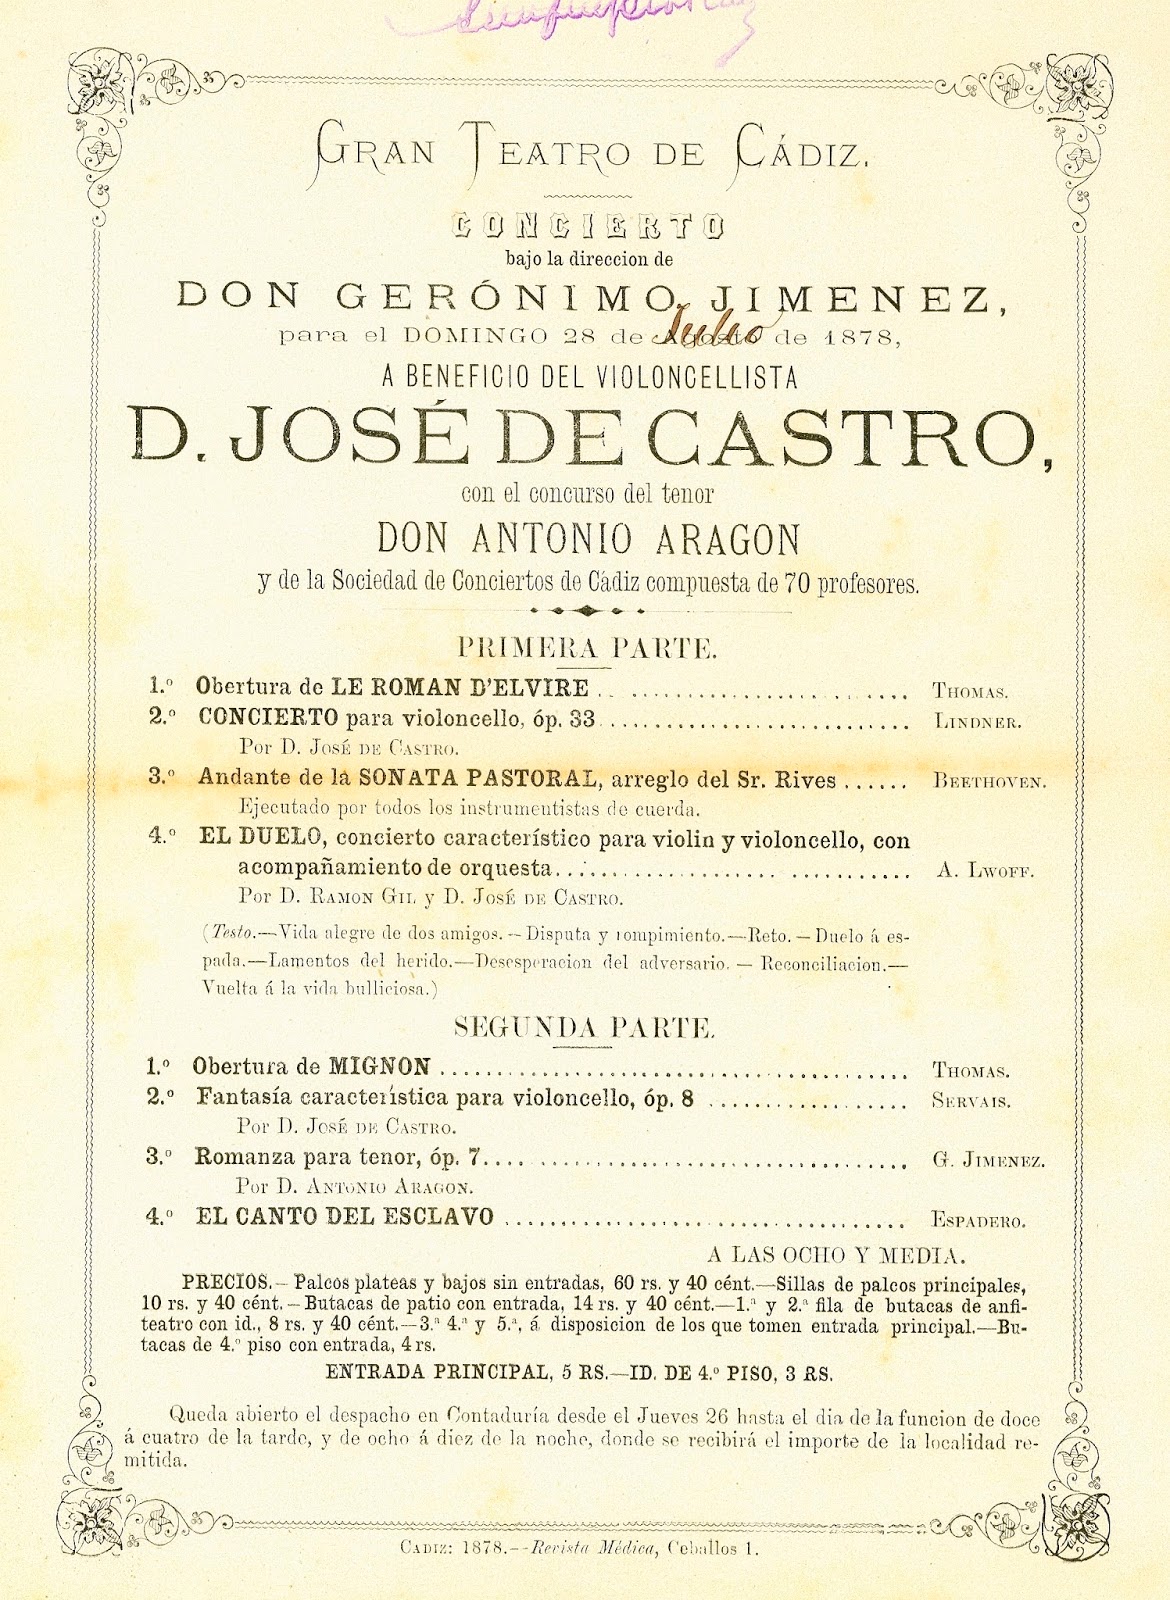 GRAN TEATRO DE CÁDIZ.
CONCIERTO
bajo la direccion de
DON GERÓNIMO JIMENEZ,
para el DOMINGO 28 de Agosto de 1878,
Julio
A BENEFICIO DEL VIOLONCELLISTA
D. JOSÉ DE CASTRO,
con el concurso del tenor
DON ANTONIO ARAGON
y de la Sociedad de Conciertos de Cádiz compuesta de 70 profesores.
PRIMERA PARTE.
1.º Obertura de LE ROMAN D'ELVIRE .. ........................ THOMAS.
2.º CONCIERTO para violoncello, óp. 33........................... LINDNER.
Por D. JOSÉ DE CASTRO.
3.º Andante de la SONATA PASTORAL, arreglo del Sr. Rives ...... BEETHOVEN.
Ejecutado por todos los instrumentistas de cuerda.
4.º EL DUELO, concierto característico para violin y violoncello, con
acompañamiento de orquesta........................ ........... A. LWOFF.
Por D. RAMON GIL y D. JOSÉ DE CASTRO.
(Testo.—Vida alegre de dos amigos.—Disputa y rompimiento.—Reto.—Duelo á es-
pada.—Lamentos del herido.—Desesperacion del adversario.—Reconciliacion.—
Vuelta á la vida bulliciosa.)
SEGUNDA PARTE.
1.º Obertura de MIGNON........................................ THOMAS.
2.º Fantasía característica para violoncello, óp. 8 .................. SERVAIS.
Por D. JOSÉ DE CASTRO.
3.º Romanza para tenor, óp. 7.... ................................ G. JIMENEZ.
Por D. ANTONIO ARAGON.
4.º EL CANTO DEL ESCLAVO ................................... ESPADERO.
A LAS OCHO Y MEDIA.
PRECIOS.—Palcos plateas y bajos sin entradas, 60 rs. y 40 cént.—Sillas de palcos principales,
10 rs. y 40 cént.—Butacas de patio con entrada, 14 rs. y 40 cént.—1.ª y 2.ª fila de butacas de anfi-
teatro con id., 8 rs. y 40 cént.—3.ª 4.ª y 5.ª, á disposicion de los que tomen entrada principal.—Bu-
tacas de 4.º piso con entrada, 4 rs.
ENTRADA PRINCIPAL, 5 RS.—ID. DE 4.º PISO, 3 RS.
Queda abierto el despacho en Contaduría desde el Jueves 26 hasta el dia de la funcion de doce
á cuatro de la tarde, y de ocho á diez de la noche, donde se recibirá el importe de la localidad re-
mitida.
CADIZ: 1878.—Revista Médica, Ceballos 1.